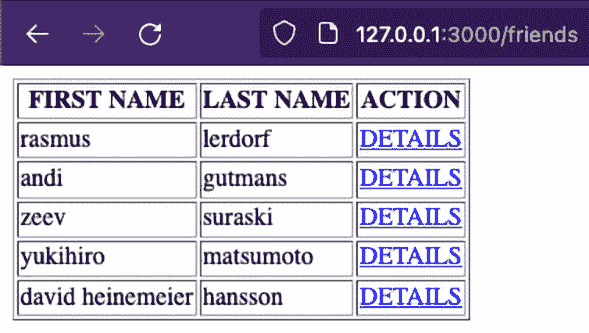 127.0.0.1:3000/friends
FIRST NAME LAST NAME ACTION
rasmus lerdorf DETAILS
andi gutmans DETAILS
zeev suraski DETAILS
yukihiro matsumoto DETAILS
david heinemeier hansson DETAILS